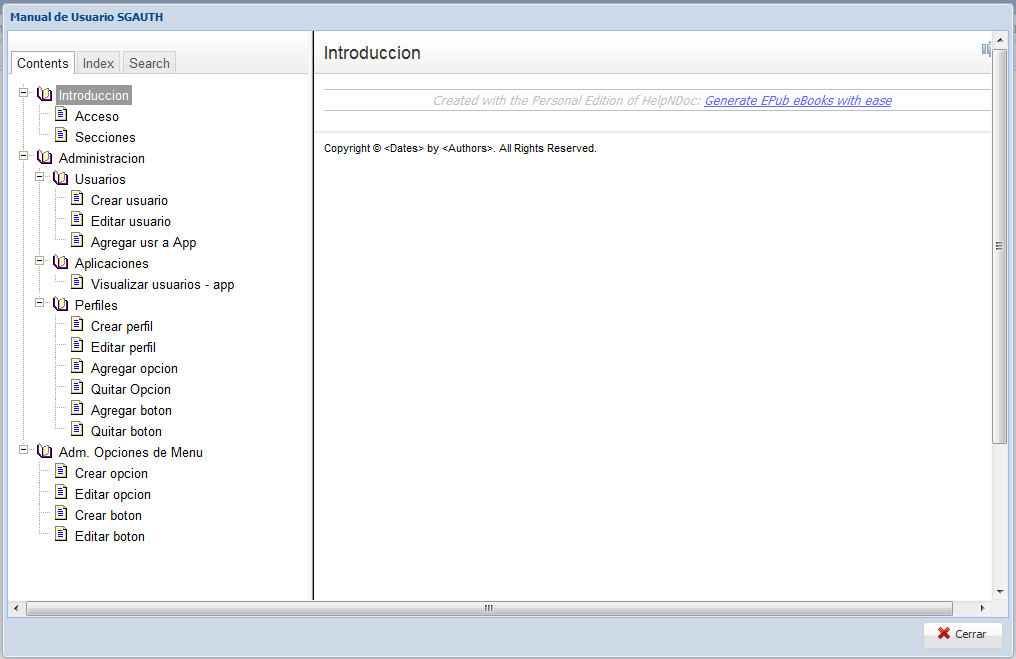 Manual de Usuario SGAUTH
Contents Index Search
Introduccion
Acceso
Secciones
Administracion
Usuarios
Crear usuario
Editar usuario
Agregar usr a App
Aplicaciones
Visualizar usuarios - app
Perfiles
Crear perfil
Editar perfil
Agregar opcion
Quitar Opcion
Agregar boton
Quitar boton
Adm. Opciones de Menu
Crear opcion
Editar opcion
Crear boton
Editar boton
Introduccion
Created with the Personal Edition of HelpNDoc: Generate EPub eBooks with ease
Copyright © <Dates> by <Authors>. All Rights Reserved.
Cerrar